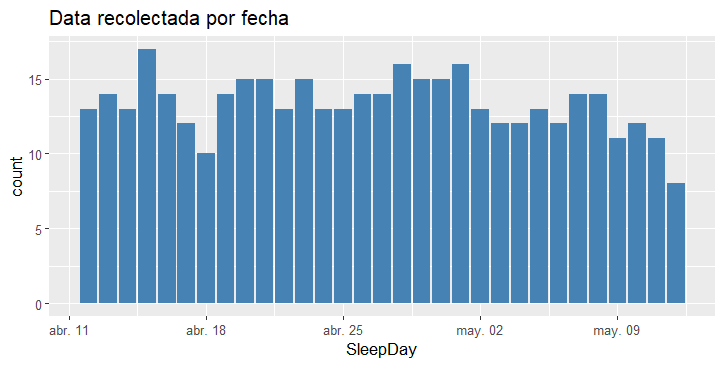 Data recolectada por fecha
count
15
10
5
0
abr. 11 abr. 18 abr. 25 may. 02 may. 09
SleepDay